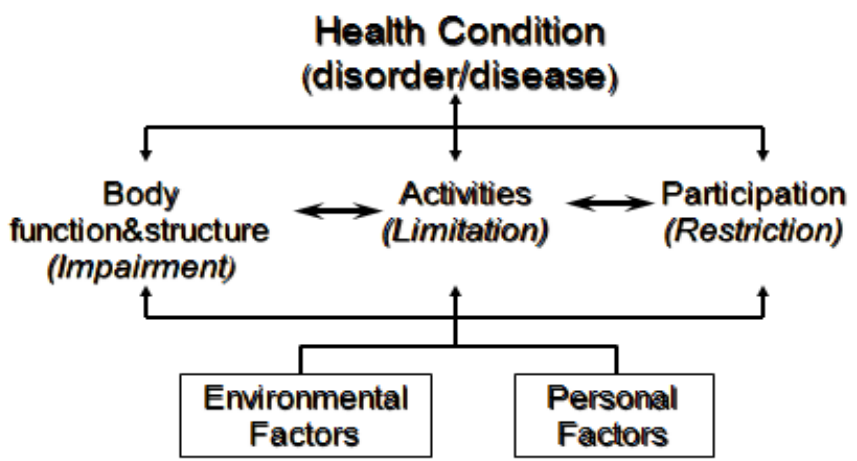 Health Condition
(disorder/disease)
Body
function&structure
(Impairment)
Activities
(Limitation)
Participation
(Restriction)
Environmental
Factors
Personal
Factors